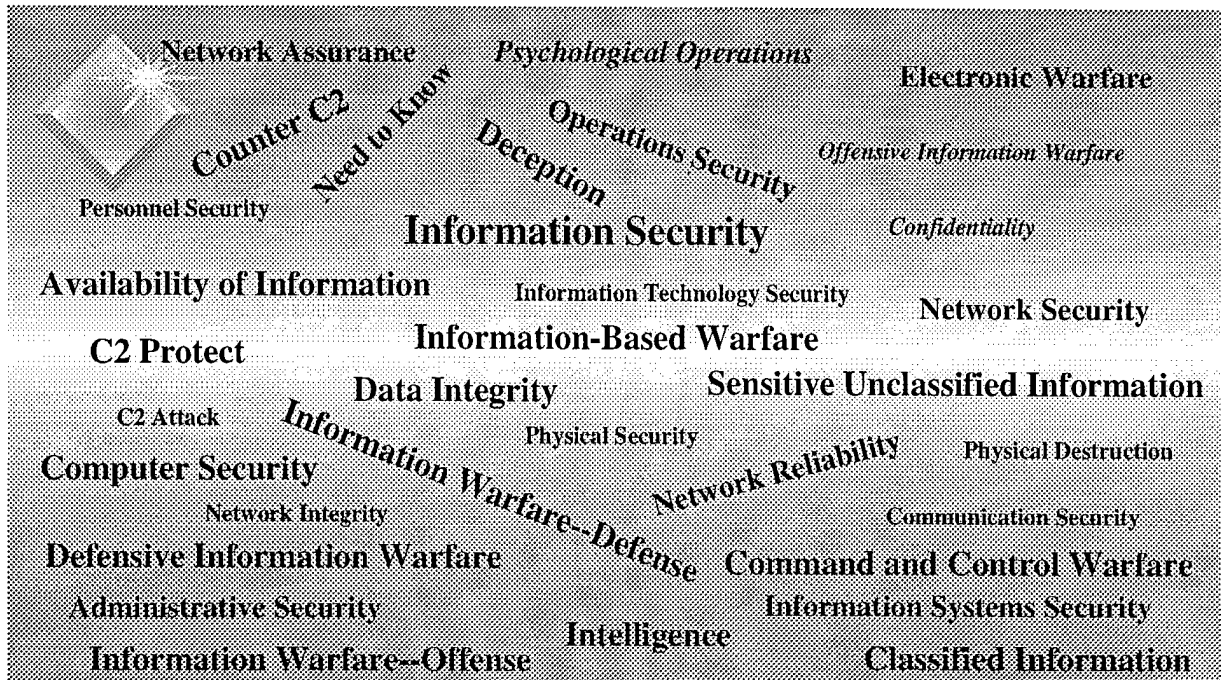 Network Assurance
Psychological Operations
Electronic Warfare
Counter C2
Need to Know
Deception
Operations Security
Offensive Information Warfare
Personnel Security
Information Security
Confidentiality
Availability of Information
Information Technology Security
Network Security
Information-Based Warfare
C2 Protect
Data Integrity
Sensitive Unclassified Information
C2 Attack
Information Warfare--Defense
Physical Security
Network Reliability
Physical Destruction
Computer Security
Network Integrity
Communication Security
Defensive Information Warfare
Command and Control Warfare
Administrative Security
Information Systems Security
Intelligence
Information Warfare--Offense
Classified Information